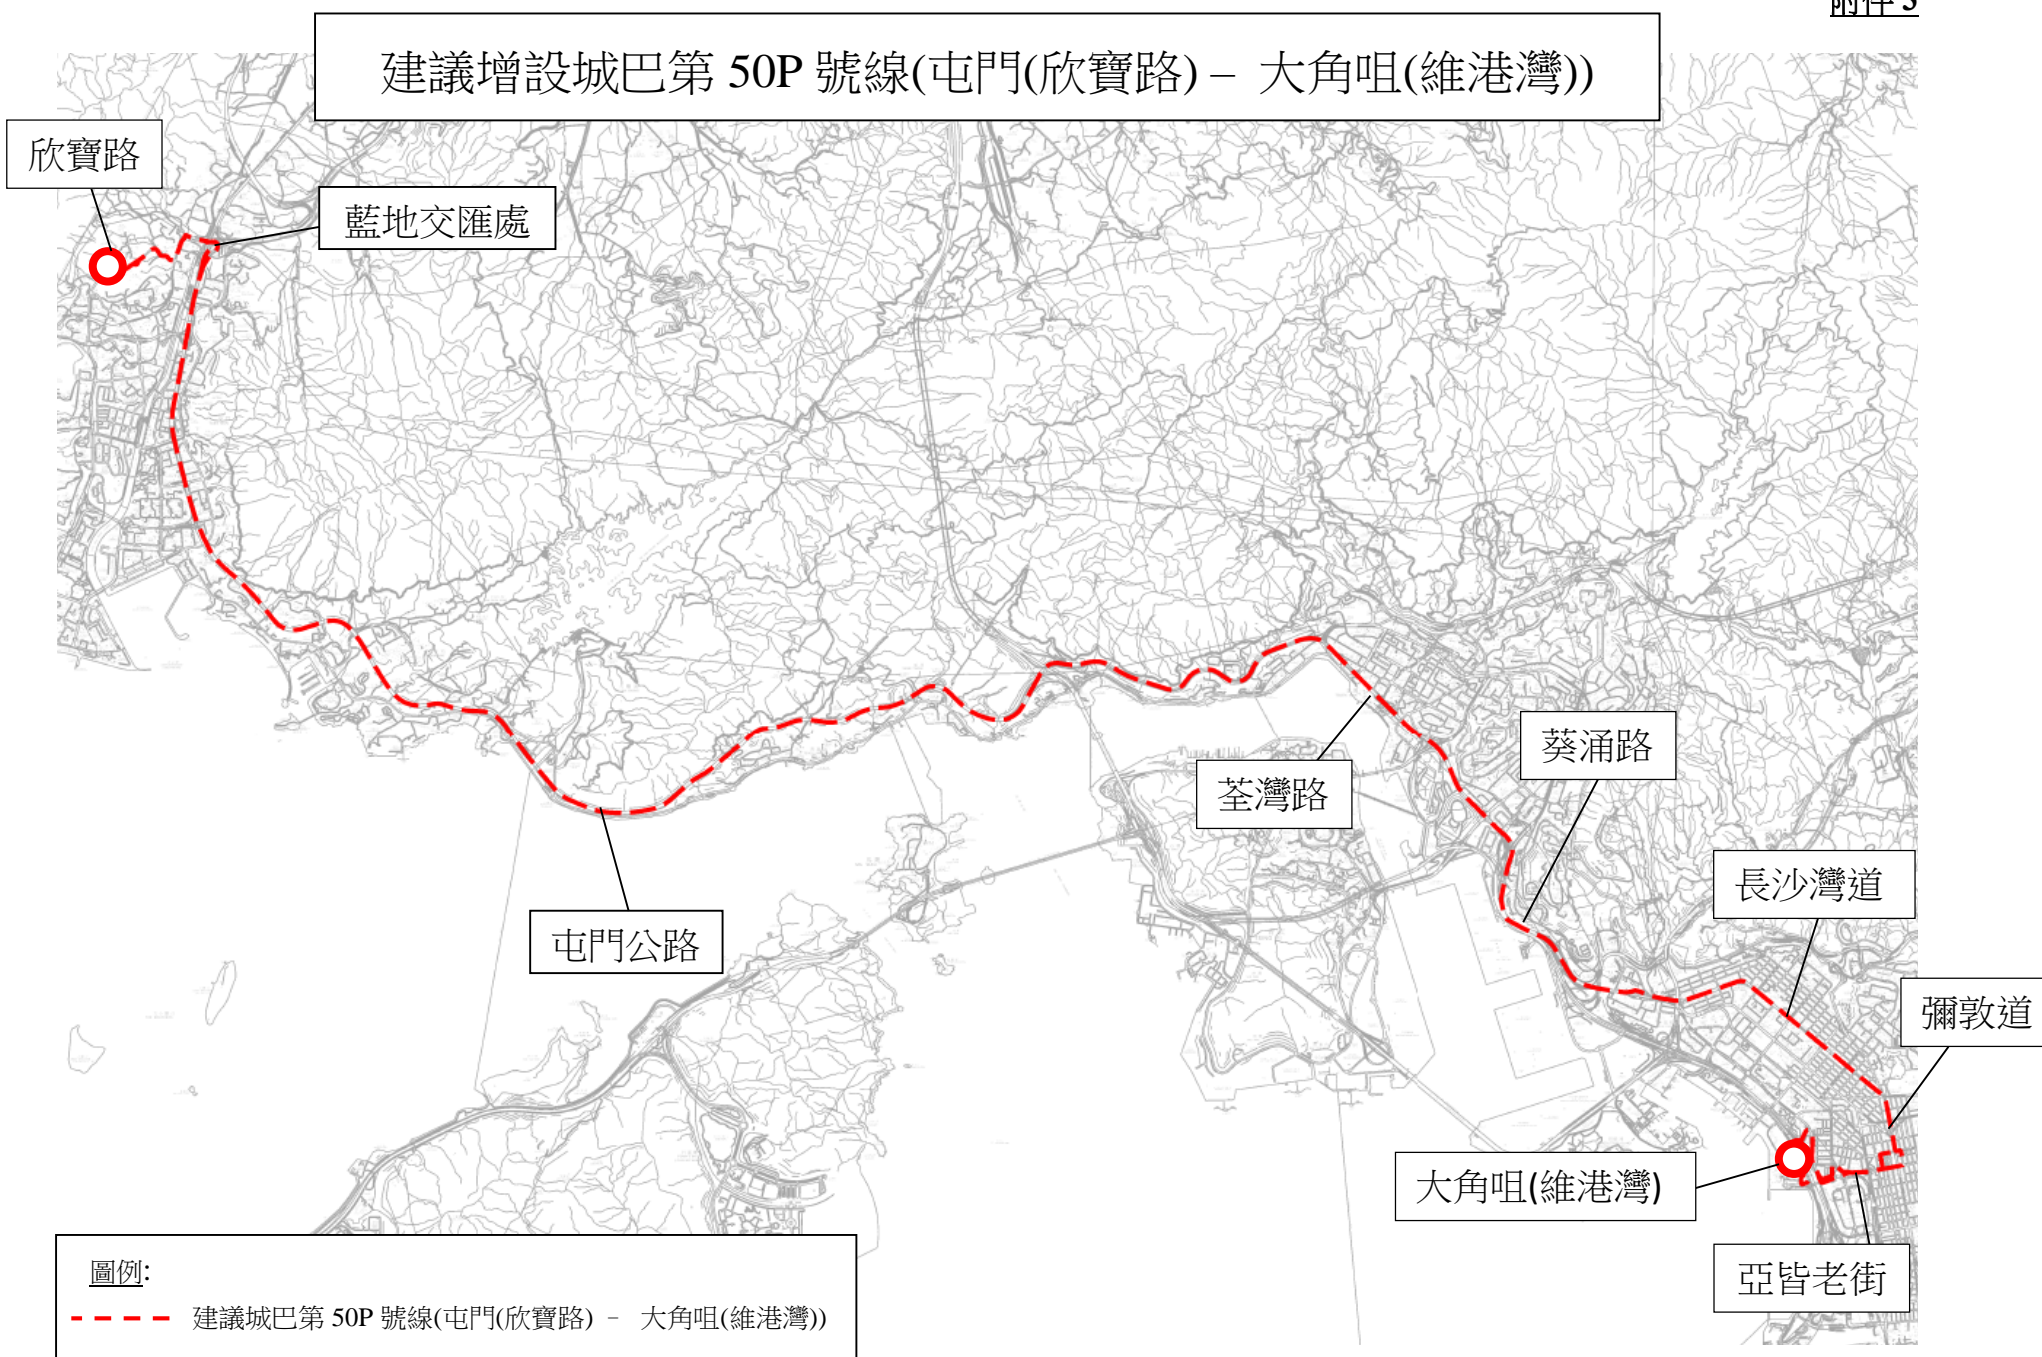 附件 3
建議增設城巴第 50P 號線(屯門(欣寶路) – 大角咀(維港灣))
欣寶路
藍地交匯處
葵涌路
荃灣路
長沙灣道
屯門公路
彌敦道
大角咀(維港灣)
亞皆老街
圖例:
建議城巴第 50P 號線(屯門(欣寶路) - 大角咀(維港灣))